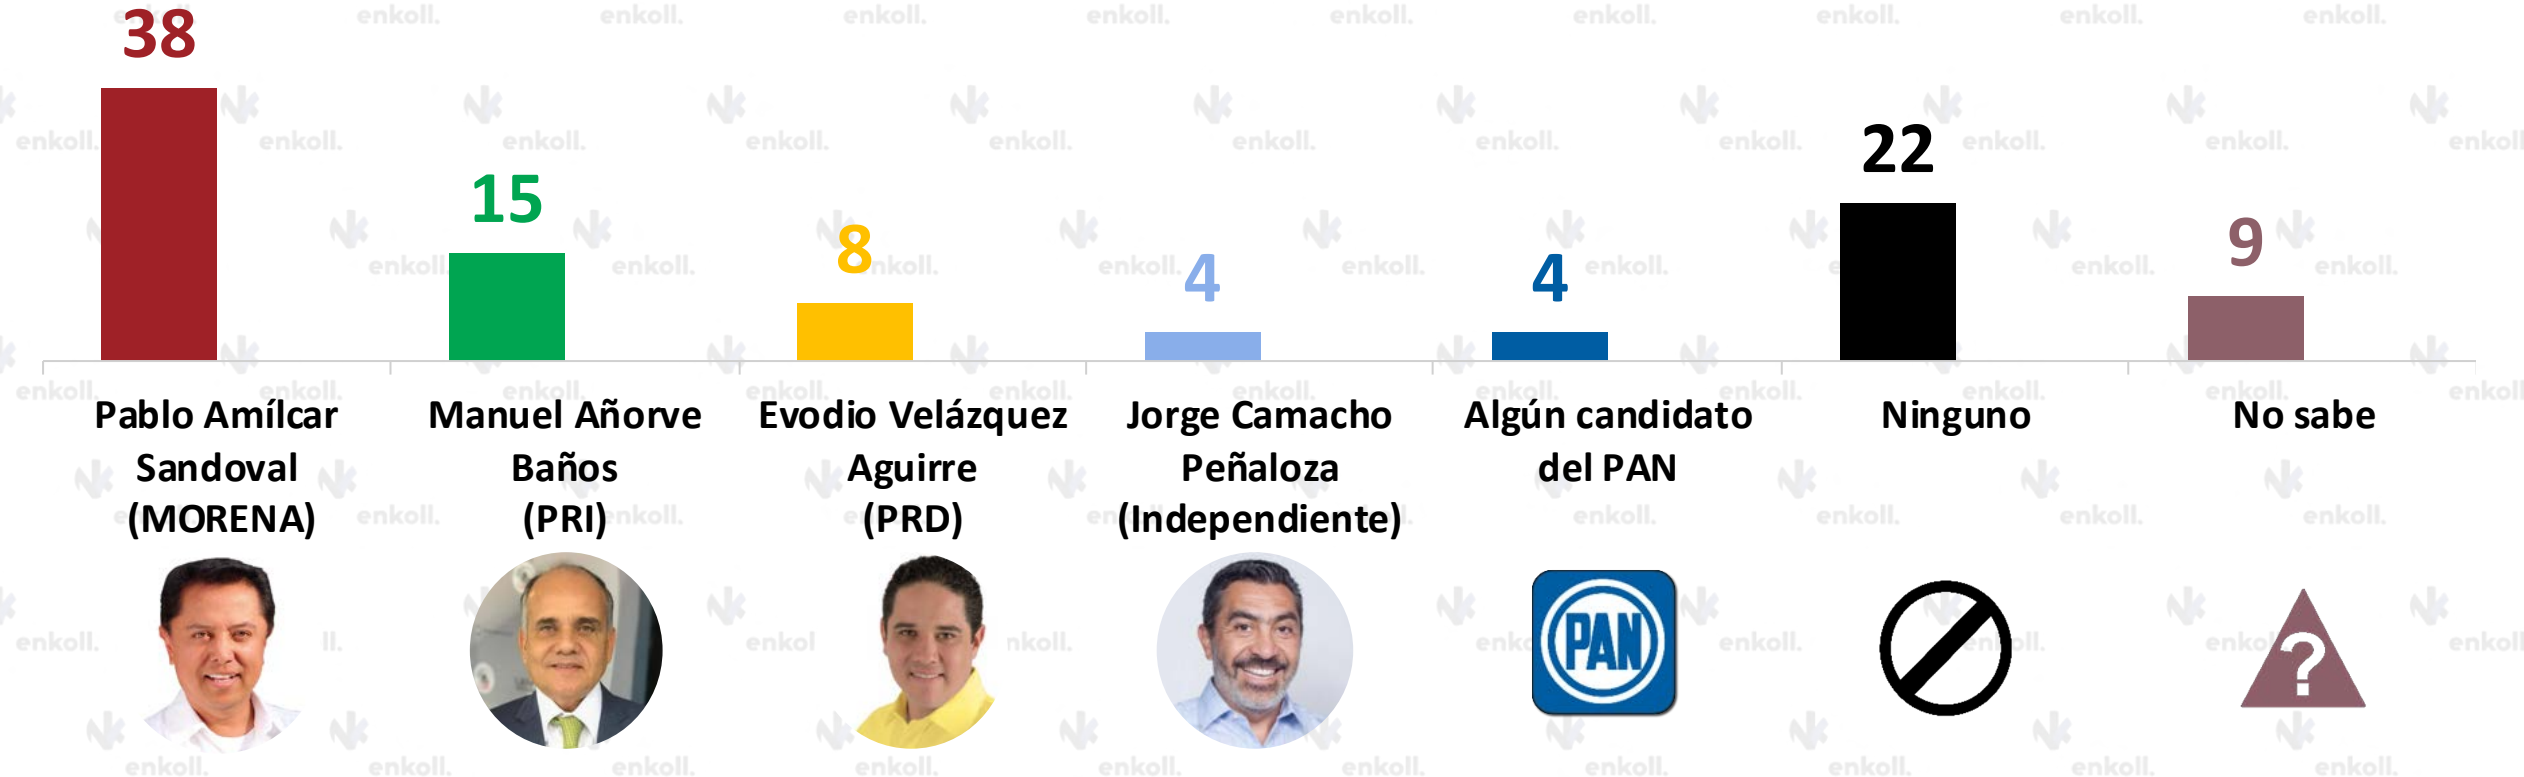 38
15
8
4
4
22
9
Pablo Amílcar
Sandoval
(MORENA)
Manuel Añorve
Baños
(PRI)
Evodio Velázquez
Aguirre
(PRD)
Jorge Camacho
Peñaloza
(Independiente)
Algún candidato
del PAN
Ninguno
No sabe
PAN
?
enkoll.